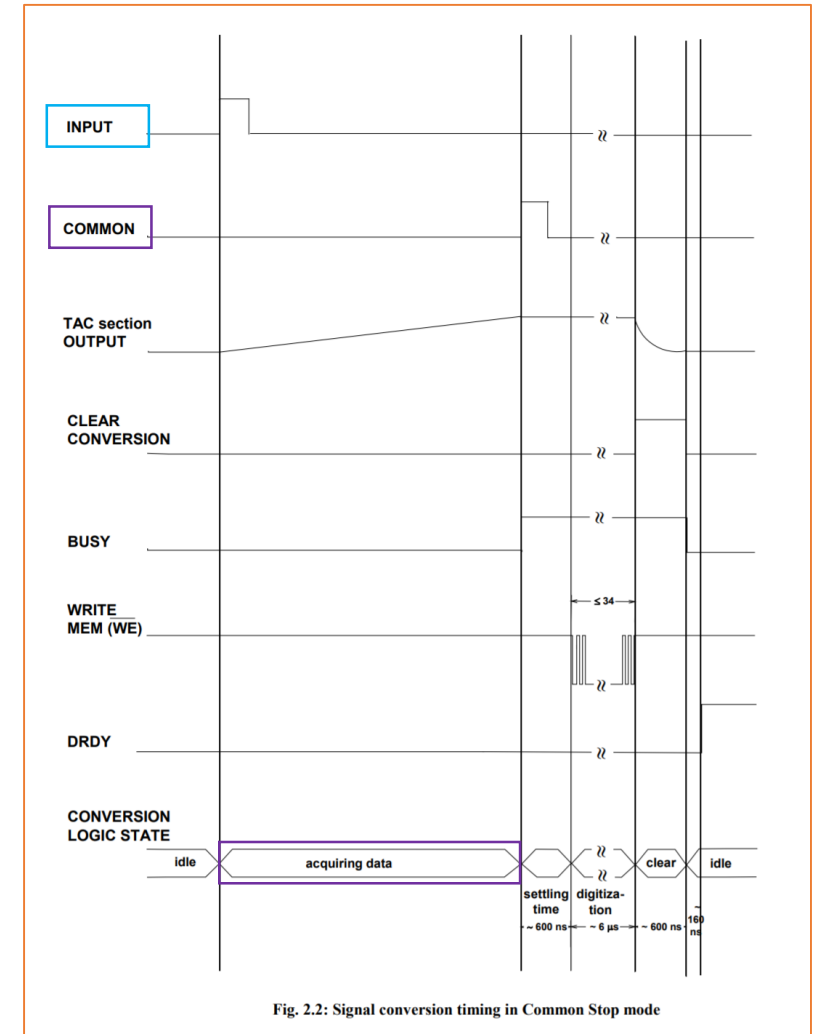 INPUT
COMMON
TAC section
OUTPUT
CLEAR
CONVERSION
BUSY
≤ 34
WRITE
MEM (W̅E̅)
DRDY
CONVERSION
LOGIC STATE
idle
acquiring data
clear
idle
settling
time
~ 600 ns
digitiza-
tion
~ 6 µs
~ 600 ns
~
160
ns
Fig. 2.2: Signal conversion timing in Common Stop mode